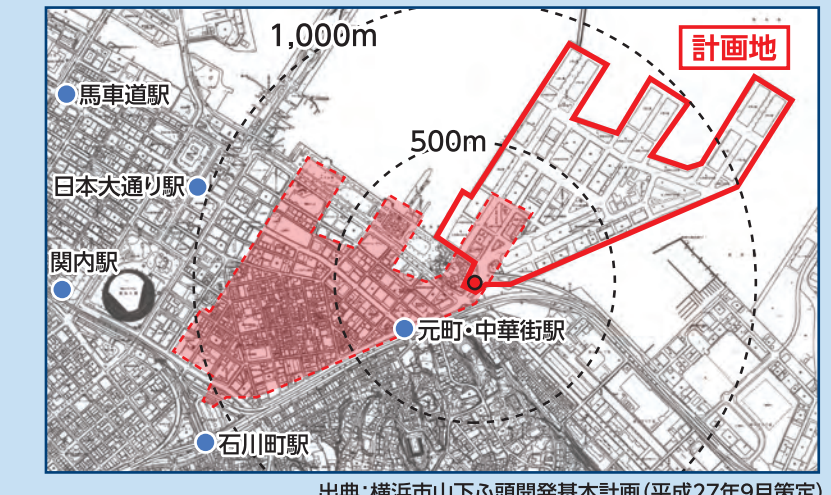 1,000m
計画地
馬車道駅
500m
日本大通り駅
関内駅
元町・中華街駅
石川町駅
出典：横浜市山下ふ頭開発基本計画（平成27年9月策定）